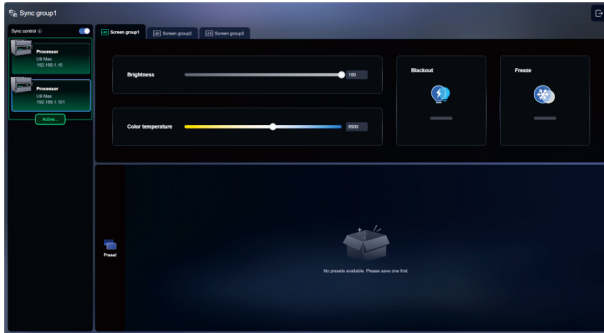 Sync group1
Sync control
Processor
U9 Max
192.168.1.10
Processor
U9 Max
192.168.1.101
Active...
Screen group1
Screen group2
Screen group3
Brightness
100
Color temperature
6500
Blackout
Freeze
Preset
No presets available. Please save one first.